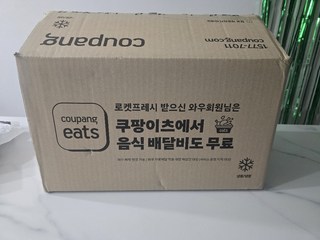 coupang
1577-7011
coupang.com
로켓프레시 받으신 와우회원님은
coupang
eats
쿠팡이츠에서
음식 배달비도 무료